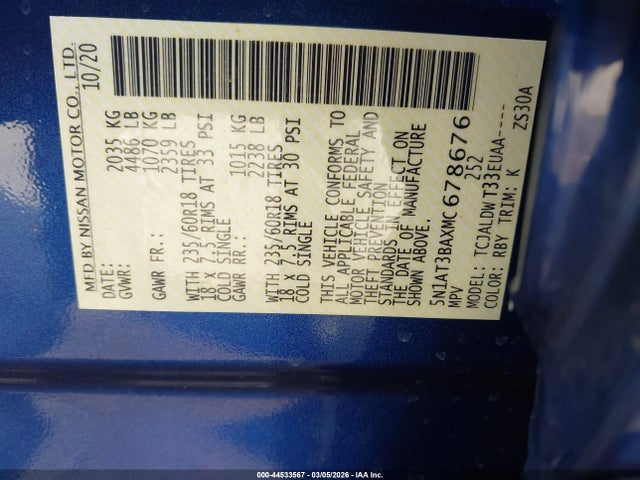 MFD BY NISSAN MOTOR CO., LTD.
DATE: 10/20
GVWR: 2035 KG
4486 LB
GAWR FR.: 1070 KG
2359 LB
WITH 235/60R18 TIRES
18 x 7.5 RIMS AT 33 PSI
COLD SINGLE
GAWR RR.: 1015 KG
2238 LB
WITH 235/60R18 TIRES
18 x 7.5 RIMS AT 30 PSI
COLD SINGLE
THIS VEHICLE CONFORMS TO
ALL APPLICABLE FEDERAL
MOTOR VEHICLE SAFETY AND
THEFT PREVENTION
STANDARDS IN EFFECT ON
THE DATE OF MANUFACTURE
SHOWN ABOVE.
5N1AT3BAXMC678676
MPV 252
MODEL: TCJALDWT33EUAA----
COLOR: RBY TRIM: K ZS30A
000-44533567 — 03/05/2026 — IAA Inc.